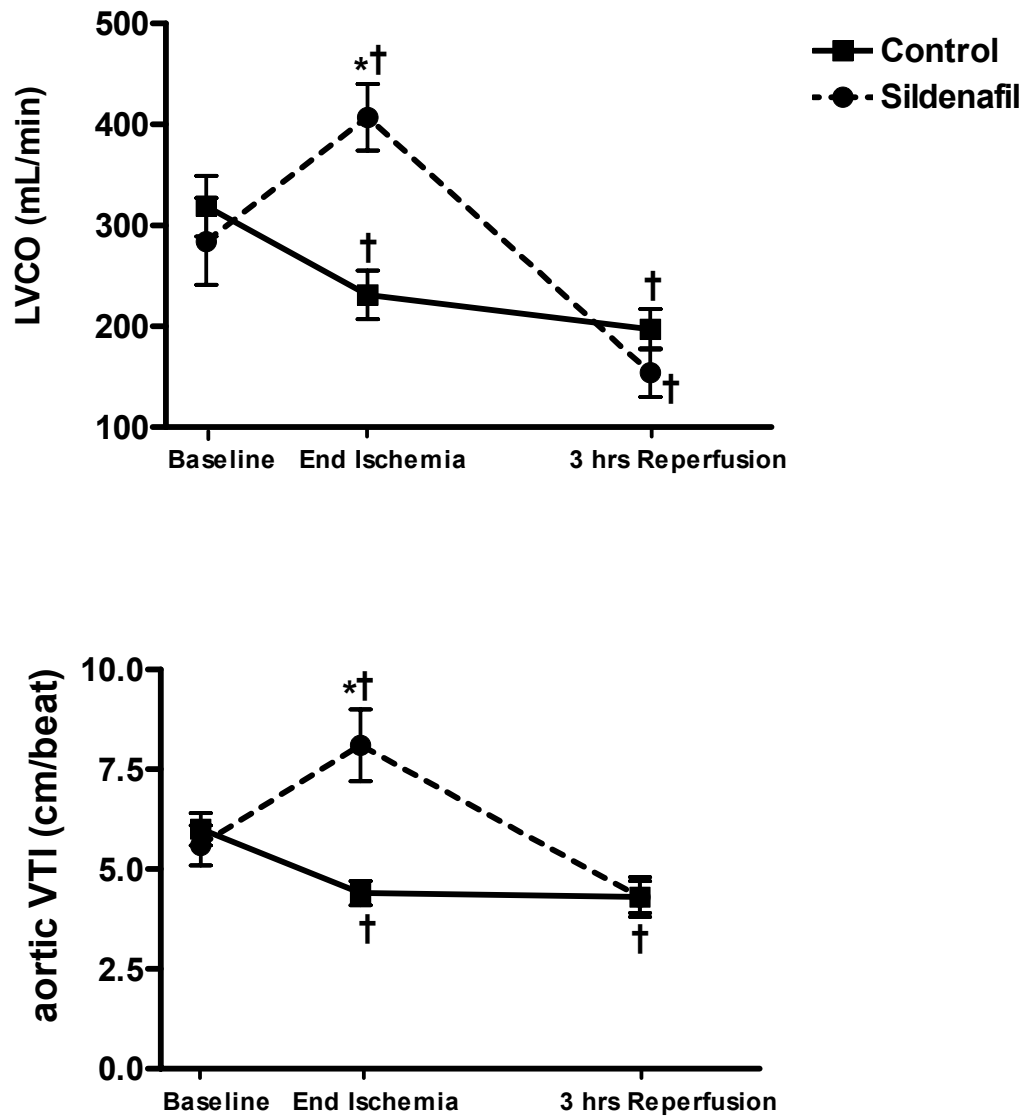 500
400
300
200
100
LVCO (mL/min)
*†
†
†
†
Baseline End Ischemia 3 hrs Reperfusion
Control
Sildenafil
10.0
7.5
5.0
2.5
0.0
aortic VTI (cm/beat)
*†
†
†
Baseline End Ischemia 3 hrs Reperfusion